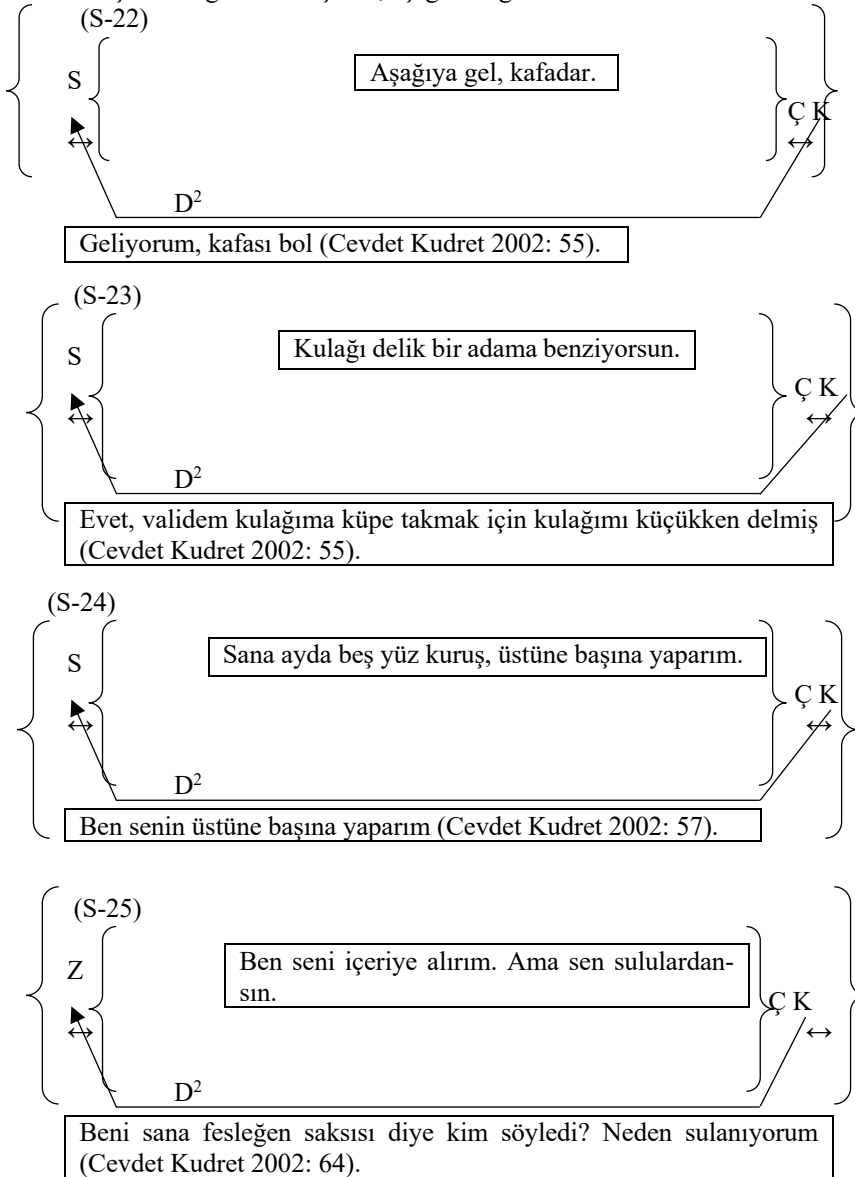 (S-22)
S
Aşağıya gel, kafadar.
Ç K
↔
↔
D²
Geliyorum, kafası bol (Cevdet Kudret 2002: 55).
(S-23)
S
Kulağı delik bir adama benziyorsun.
Ç K
↔
↔
D²
Evet, validem kulağıma küpe takmak için kulağımı küçükken delmiş
(Cevdet Kudret 2002: 55).
(S-24)
S
Sana ayda beş yüz kuruş, üstüne başına yaparım.
Ç K
↔
↔
D²
Ben senin üstüne başına yaparım (Cevdet Kudret 2002: 57).
(S-25)
Z
Ben seni içeriye alırım. Ama sen sululardan-
sın.
Ç K
↔
↔
D²
Beni sana fesleğen saksısı diye kim söyledi? Neden sulanıyorum
(Cevdet Kudret 2002: 64).